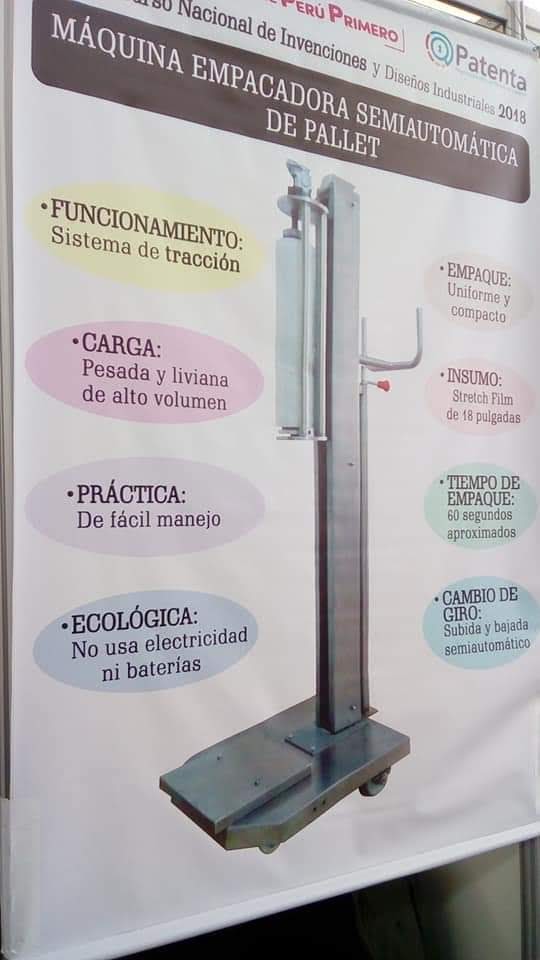 PERÚ PRIMERO
Patenta
Nacional de Invenciones y Diseños Industriales 2018
MÁQUINA EMPACADORA SEMIAUTOMÁTICA
DE PALLET
•FUNCIONAMIENTO:
Sistema de tracción
•CARGA:
Pesada y liviana
de alto volumen
•PRÁCTICA:
De fácil manejo
•ECOLÓGICA:
No usa electricidad
ni baterías
•EMPAQUE:
Uniforme y
compacto
•INSUMO:
Stretch Film
de 18 pulgadas
•TIEMPO DE
EMPAQUE:
60 segundos
aproximados
•CAMBIO DE
GIRO:
Subida y bajada
semiautomático